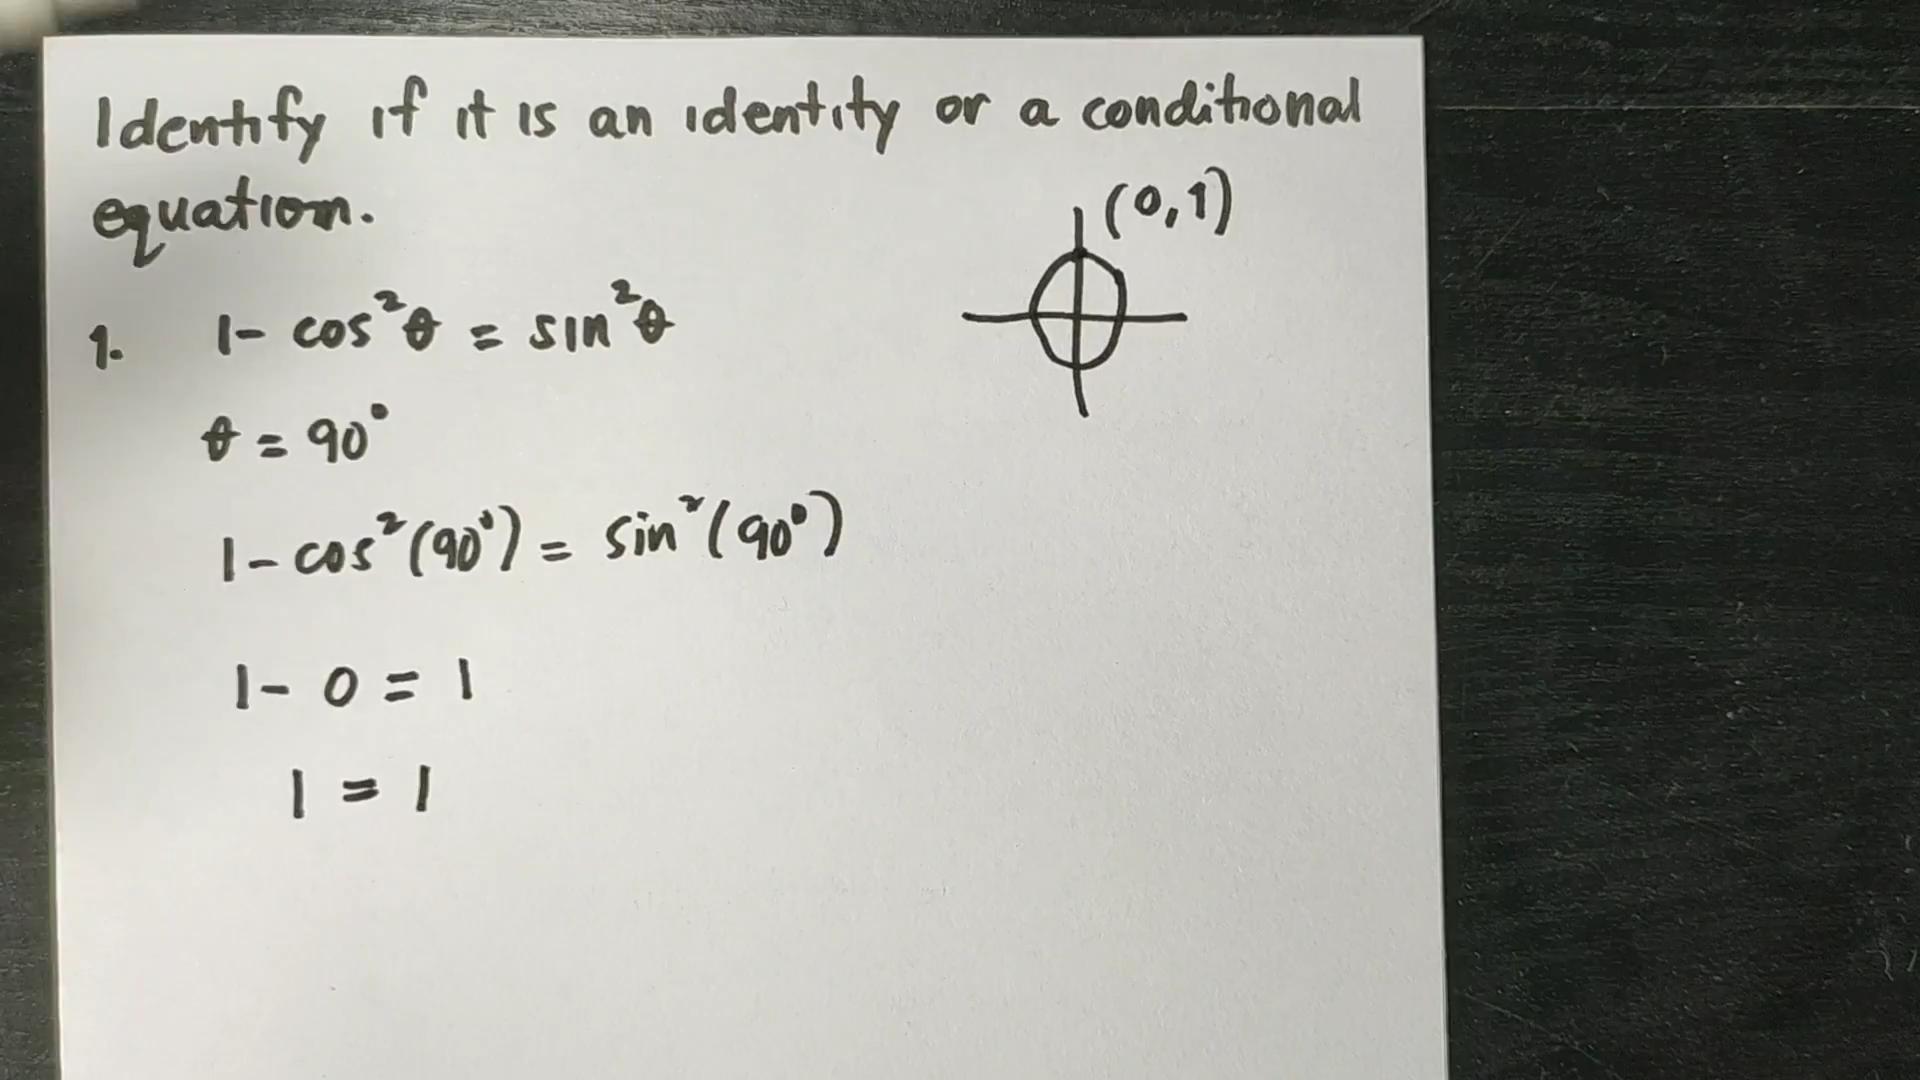 Identify if it is an identity or a conditional
equation.
(0,1)
1. 1 - cos²θ = sin²θ
θ = 90°
1 - cos²(90°) = sin²(90°)
1 - 0 = 1
1 = 1